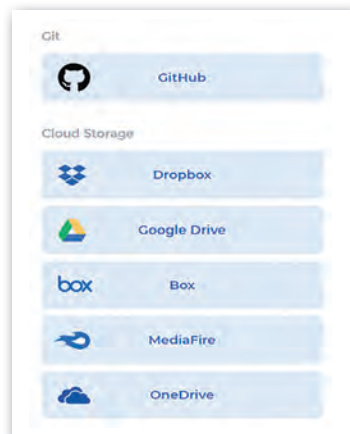 Git
GitHub
Cloud Storage
Dropbox
Google Drive
box Box
MediaFire
OneDrive